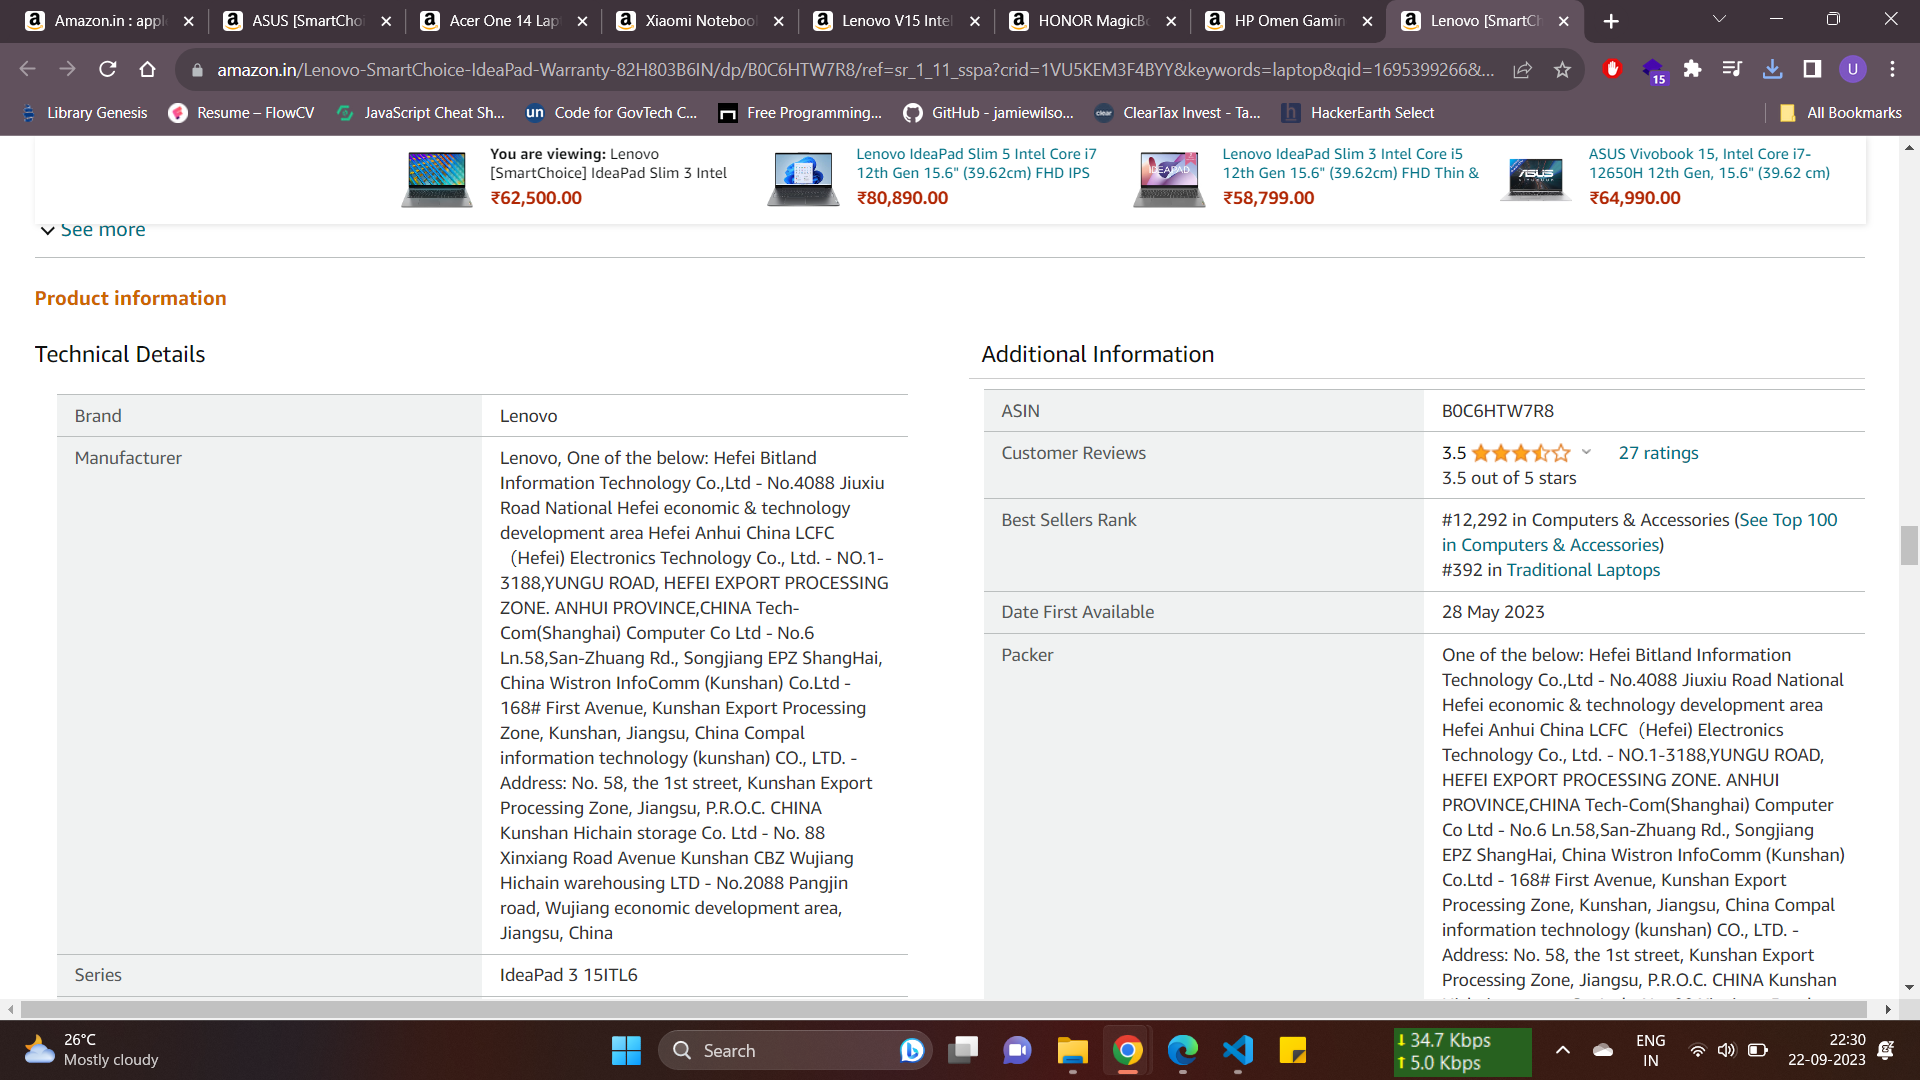 Amazon.in : appl
ASUS [SmartChoi
Acer One 14 Lap
Xiaomi Notebool
Lenovo V15 Intel
HONOR MagicB
HP Omen Gamin
Lenovo [SmartCh
amazon.in/Lenovo-SmartChoice-IdeaPad-Warranty-82H803B6IN/dp/B0C6HTW7R8/ref=sr_1_11_sspa?crid=1VU5KEM3F4BYY&keywords=laptop&qid=1695399266&...
15
U
Library Genesis
Resume – FlowCV
JavaScript Cheat Sh...
un Code for GovTech C...
Free Programming...
GitHub - jamiewilso...
clear ClearTax Invest - Ta...
h HackerEarth Select
All Bookmarks
You are viewing: Lenovo
[SmartChoice] IdeaPad Slim 3 Intel
₹62,500.00
Lenovo IdeaPad Slim 5 Intel Core i7
12th Gen 15.6" (39.62cm) FHD IPS
₹80,890.00
IDEAPAD
Lenovo IdeaPad Slim 3 Intel Core i5
12th Gen 15.6" (39.62cm) FHD Thin &
₹58,799.00
ASUS Vivobook 15, Intel Core i7-
12650H 12th Gen, 15.6" (39.62 cm)
₹64,990.00
See more
Product information
Technical Details
Brand
Lenovo
Manufacturer
Lenovo, One of the below: Hefei Bitland
Information Technology Co.,Ltd - No.4088 Jiuxiu
Road National Hefei economic & technology
development area Hefei Anhui China LCFC
（Hefei) Electronics Technology Co., Ltd. - NO.1-
3188,YUNGU ROAD, HEFEI EXPORT PROCESSING
ZONE. ANHUI PROVINCE,CHINA Tech-
Com(Shanghai) Computer Co Ltd - No.6
Ln.58,San-Zhuang Rd., Songjiang EPZ ShangHai,
China Wistron InfoComm (Kunshan) Co.Ltd -
168# First Avenue, Kunshan Export Processing
Zone, Kunshan, Jiangsu, China Compal
information technology (kunshan) CO., LTD. -
Address: No. 58, the 1st street, Kunshan Export
Processing Zone, Jiangsu, P.R.O.C. CHINA
Kunshan Hichain storage Co. Ltd - No. 88
Xinxiang Road Avenue Kunshan CBZ Wujiang
Hichain warehousing LTD - No.2088 Pangjin
road, Wujiang economic development area,
Jiangsu, China
Series
IdeaPad 3 15ITL6
Additional Information
ASIN
B0C6HTW7R8
Customer Reviews
3.5
27 ratings
3.5 out of 5 stars
Best Sellers Rank
#12,292 in Computers & Accessories (See Top 100
in Computers & Accessories)
#392 in Traditional Laptops
Date First Available
28 May 2023
Packer
One of the below: Hefei Bitland Information
Technology Co.,Ltd - No.4088 Jiuxiu Road National
Hefei economic & technology development area
Hefei Anhui China LCFC（Hefei) Electronics
Technology Co., Ltd. - NO.1-3188,YUNGU ROAD,
HEFEI EXPORT PROCESSING ZONE. ANHUI
PROVINCE,CHINA Tech-Com(Shanghai) Computer
Co Ltd - No.6 Ln.58,San-Zhuang Rd., Songjiang
EPZ ShangHai, China Wistron InfoComm (Kunshan)
Co.Ltd - 168# First Avenue, Kunshan Export
Processing Zone, Kunshan, Jiangsu, China Compal
information technology (kunshan) CO., LTD. -
Address: No. 58, the 1st street, Kunshan Export
Processing Zone, Jiangsu, P.R.O.C. CHINA Kunshan
26°C
Mostly cloudy
Search
34.7 Kbps
5.0 Kbps
ENG
IN
22:30
22-09-2023